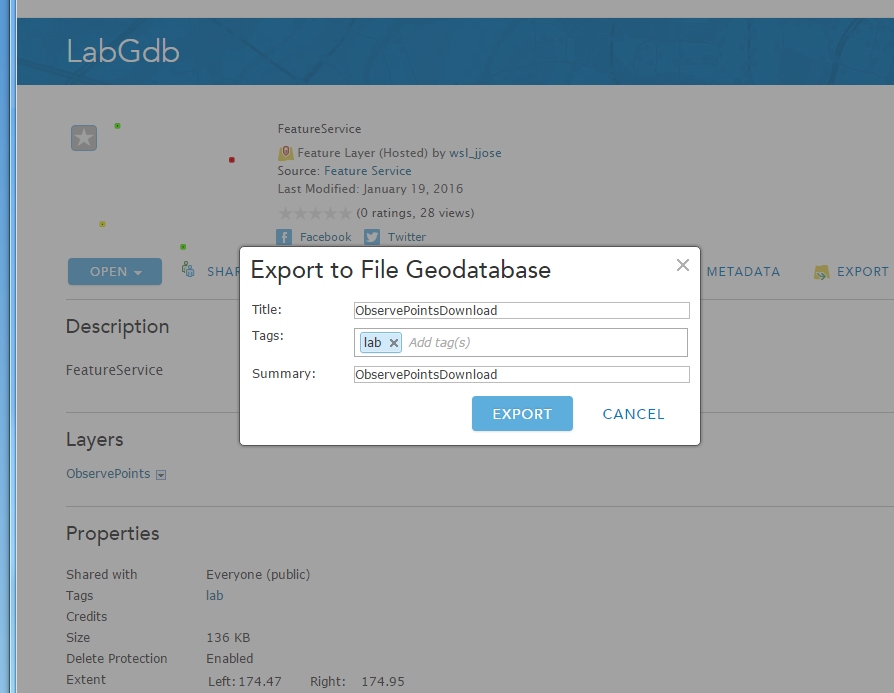 LabGdb
FeatureService
Feature Layer (Hosted) by wsl_jjose
Source: Feature Service
Last Modified: January 19, 2016
(0 ratings, 28 views)
Facebook Twitter
OPEN SHAR METADATA EXPORT
Export to File Geodatabase
Title: ObservePointsDownload
Tags: lab Add tag(s)
Summary: ObservePointsDownload
EXPORT CANCEL
Description
FeatureService
Layers
ObservePoints
Properties
Shared with Everyone (public)
Tags lab
Credits
Size 136 KB
Delete Protection Enabled
Extent Left: 174.47 Right: 174.95